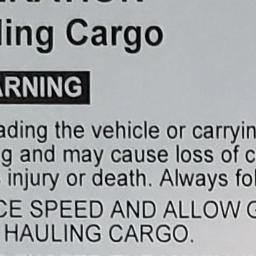 ling Cargo
ARNING
ading the vehicle or carryin
g and may cause loss of c
injury or death. Always fol
CE SPEED AND ALLOW G
HAULING CARGO.